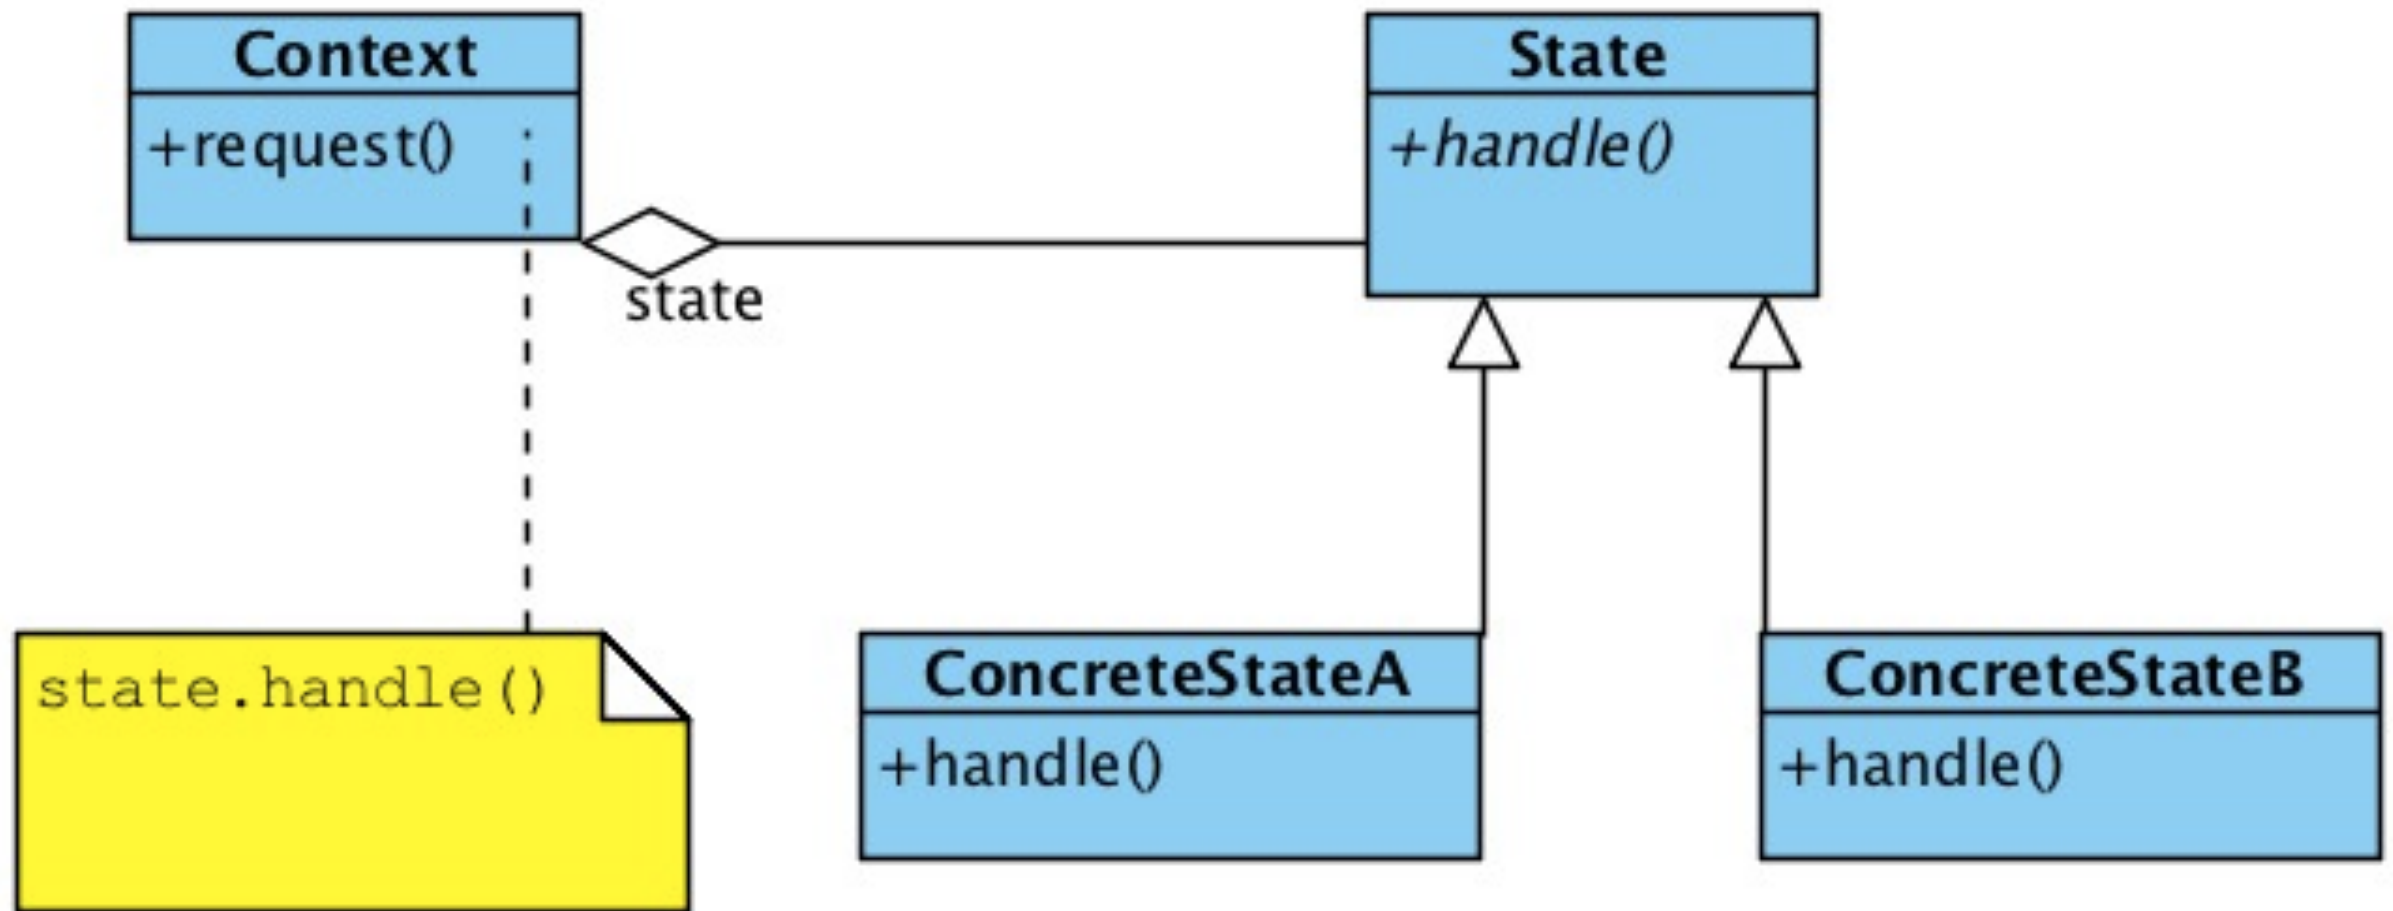 Context
+request()
State
+handle()
state
state.handle()
ConcreteStateA
+handle()
ConcreteStateB
+handle()